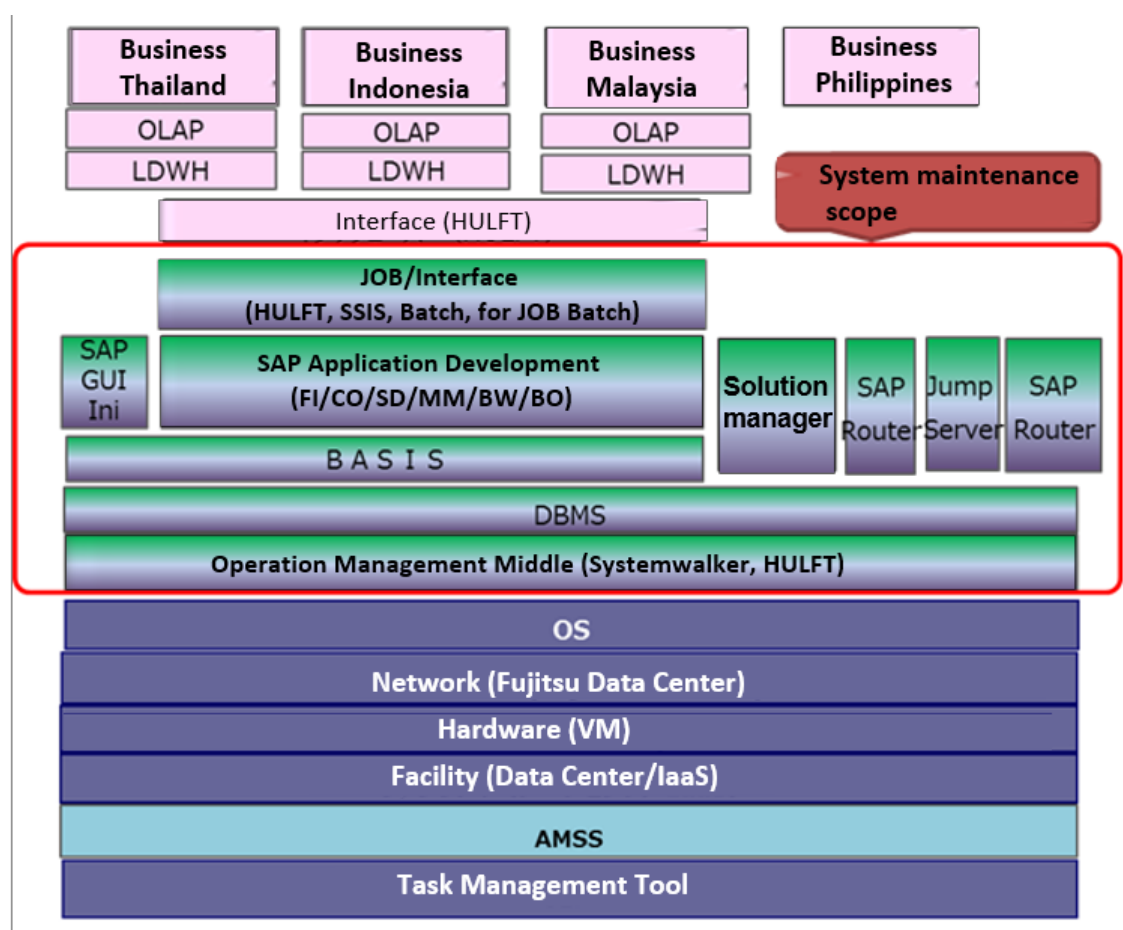 Business
Thailand
Business
Indonesia
Business
Malaysia
Business
Philippines
OLAP
OLAP
OLAP
LDWH
LDWH
LDWH
System maintenance
scope
Interface (HULFT)
JOB/Interface
(HULFT, SSIS, Batch, for JOB Batch)
SAP
GUI
Ini
SAP Application Development
(FI/CO/SD/MM/BW/BO)
Solution
manager
SAP
Router
Jump
Server
SAP
Router
BASIS
DBMS
Operation Management Middle (Systemwalker, HULFT)
OS
Network (Fujitsu Data Center)
Hardware (VM)
Facility (Data Center/IaaS)
AMSS
Task Management Tool